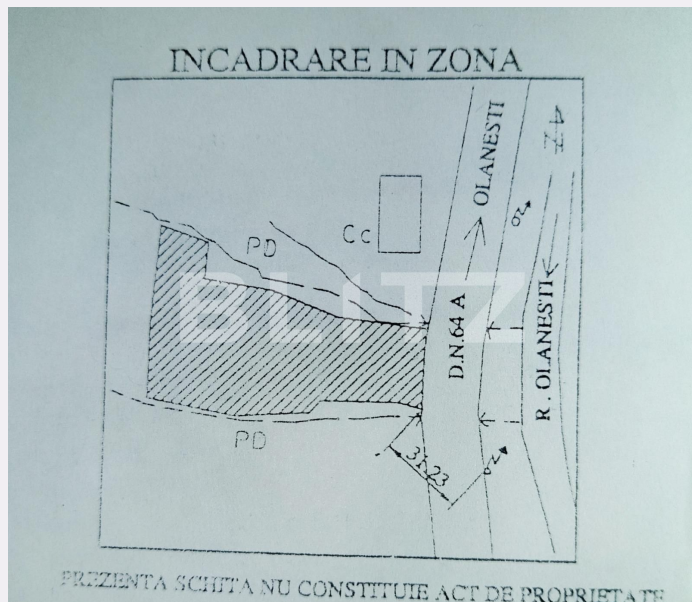 INCADRARE IN ZONA
OLANESTI
PD
Cc
20
BLITZ
D.N.64 A
R. OLANESTI
PD
31.23
PREZENTA SCHITA NU CONSTITUIE ACT DE PROPRIETATE